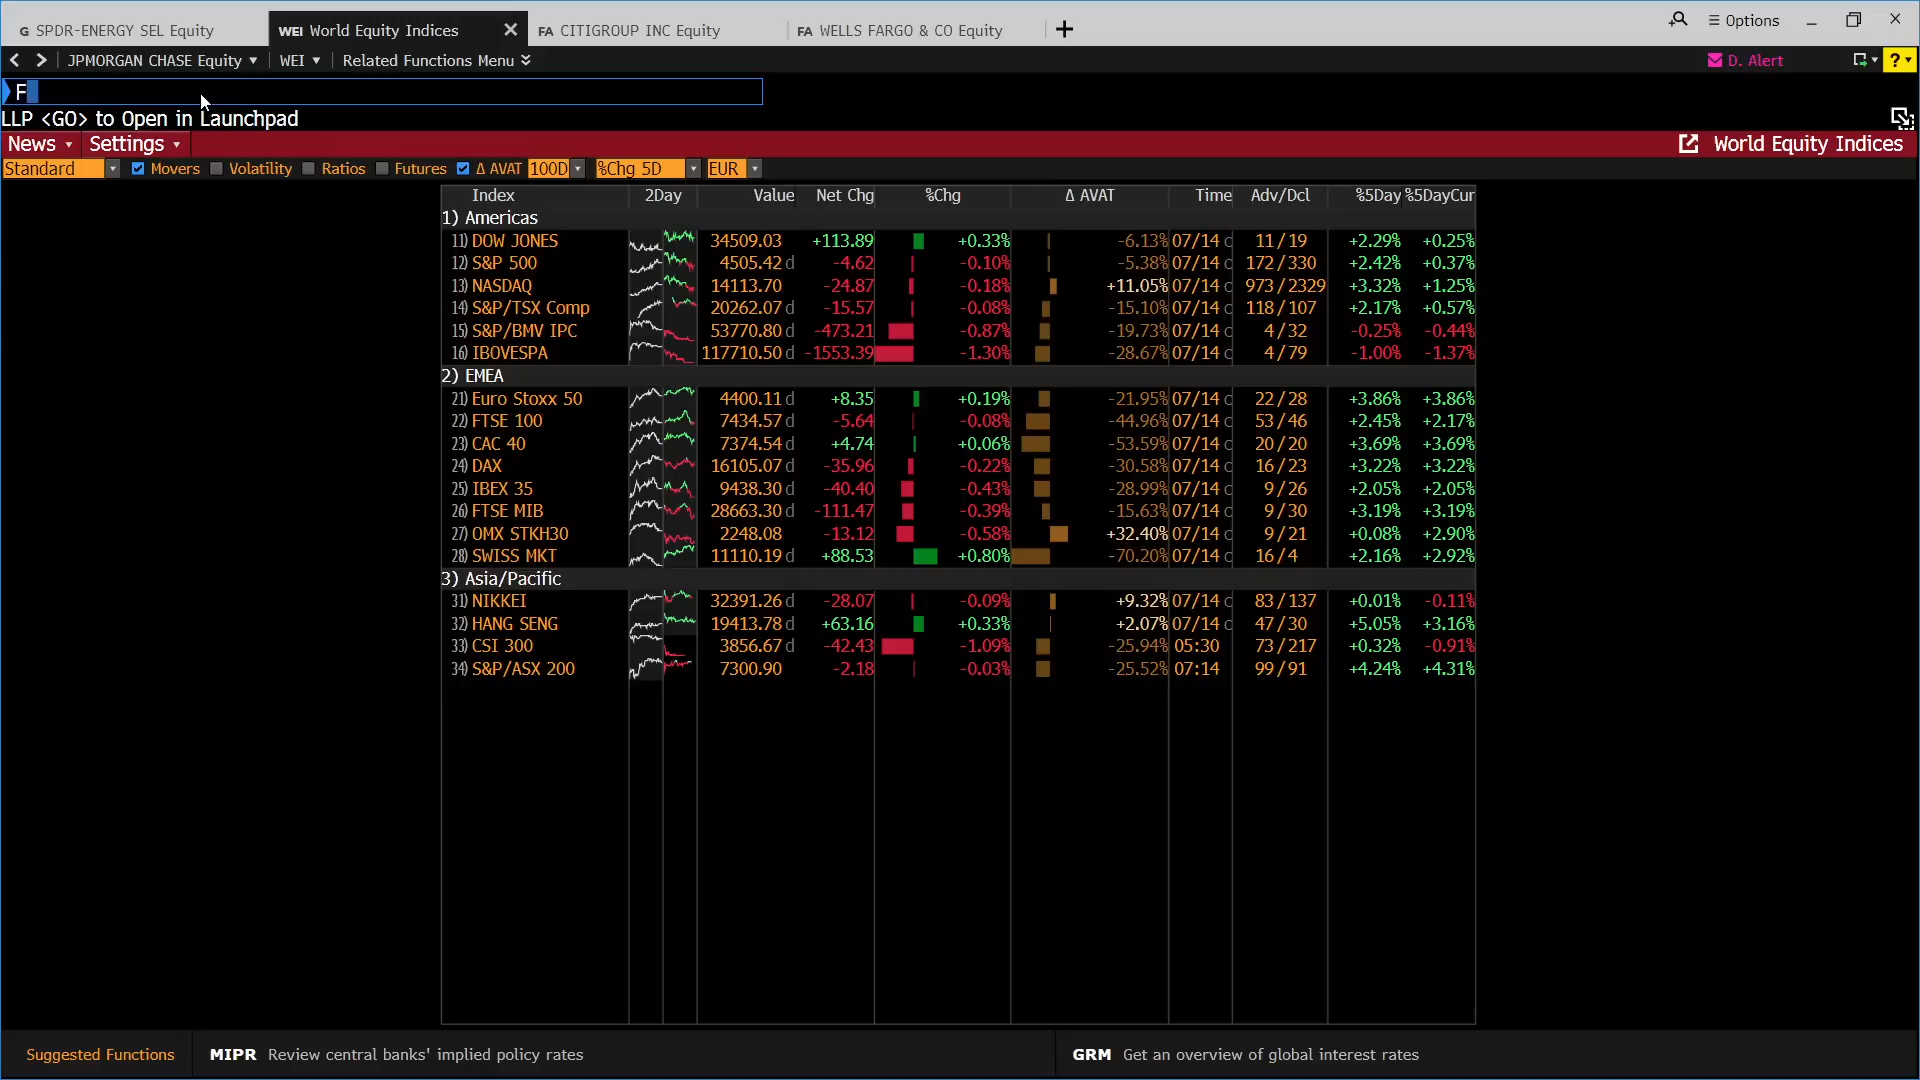 G SPDR-ENERGY SEL Equity WEI World Equity Indices FA CITIGROUP INC Equity FA WELLS FARGO & CO Equity Options
JPMORGAN CHASE Equity WEI Related Functions Menu D. Alert ?
F
LLP <GO> to Open in Launchpad
News Settings World Equity Indices
Standard Movers Volatility Ratios Futures Δ AVAT 100D %Chg 5D EUR
Index 2Day Value Net Chg %Chg Δ AVAT Time Adv/Dcl %5Day %5DayCur
1) Americas
11) DOW JONES 34509.03 +113.89 +0.33% -6.13% 07/14 c 11/19 +2.29% +0.25%
12) S&P 500 4505.42 d -4.62 -0.10% -5.38% 07/14 c 172/330 +2.42% +0.37%
13) NASDAQ 14113.70 -24.87 -0.18% +11.05% 07/14 c 973/2329 +3.32% +1.25%
14) S&P/TSX Comp 20262.07 d -15.57 -0.08% -15.10% 07/14 c 118/107 +2.17% +0.57%
15) S&P/BMV IPC 53770.80 d -473.21 -0.87% -19.73% 07/14 c 4/32 -0.25% -0.44%
16) IBOVESPA 117710.50 d -1553.39 -1.30% -28.67% 07/14 c 4/79 -1.00% -1.37%
2) EMEA
21) Euro Stoxx 50 4400.11 d +8.35 +0.19% -21.95% 07/14 c 22/28 +3.86% +3.86%
22) FTSE 100 7434.57 d -5.64 -0.08% -44.96% 07/14 c 53/46 +2.45% +2.17%
23) CAC 40 7374.54 d +4.74 +0.06% -53.59% 07/14 c 20/20 +3.69% +3.69%
24) DAX 16105.07 d -35.96 -0.22% -30.58% 07/14 c 16/23 +3.22% +3.22%
25) IBEX 35 9438.30 d -40.40 -0.43% -28.99% 07/14 c 9/26 +2.05% +2.05%
26) FTSE MIB 28663.30 d -111.47 -0.39% -15.63% 07/14 c 9/30 +3.19% +3.19%
27) OMX STKH30 2248.08 -13.12 -0.58% +32.40% 07/14 c 9/21 +0.08% +2.90%
28) SWISS MKT 11110.19 d +88.53 +0.80% -70.20% 07/14 c 16/4 +2.16% +2.92%
3) Asia/Pacific
31) NIKKEI 32391.26 d -28.07 -0.09% +9.32% 07/14 c 83/137 +0.01% -0.11%
32) HANG SENG 19413.78 d +63.16 +0.33% +2.07% 07/14 c 47/30 +5.05% +3.16%
33) CSI 300 3856.67 d -42.43 -1.09% -25.94% 05:30 73/217 +0.32% -0.91%
34) S&P/ASX 200 7300.90 -2.18 -0.03% -25.52% 07:14 99/91 +4.24% +4.31%
Suggested Functions MIPR Review central banks' implied policy rates GRM Get an overview of global interest rates